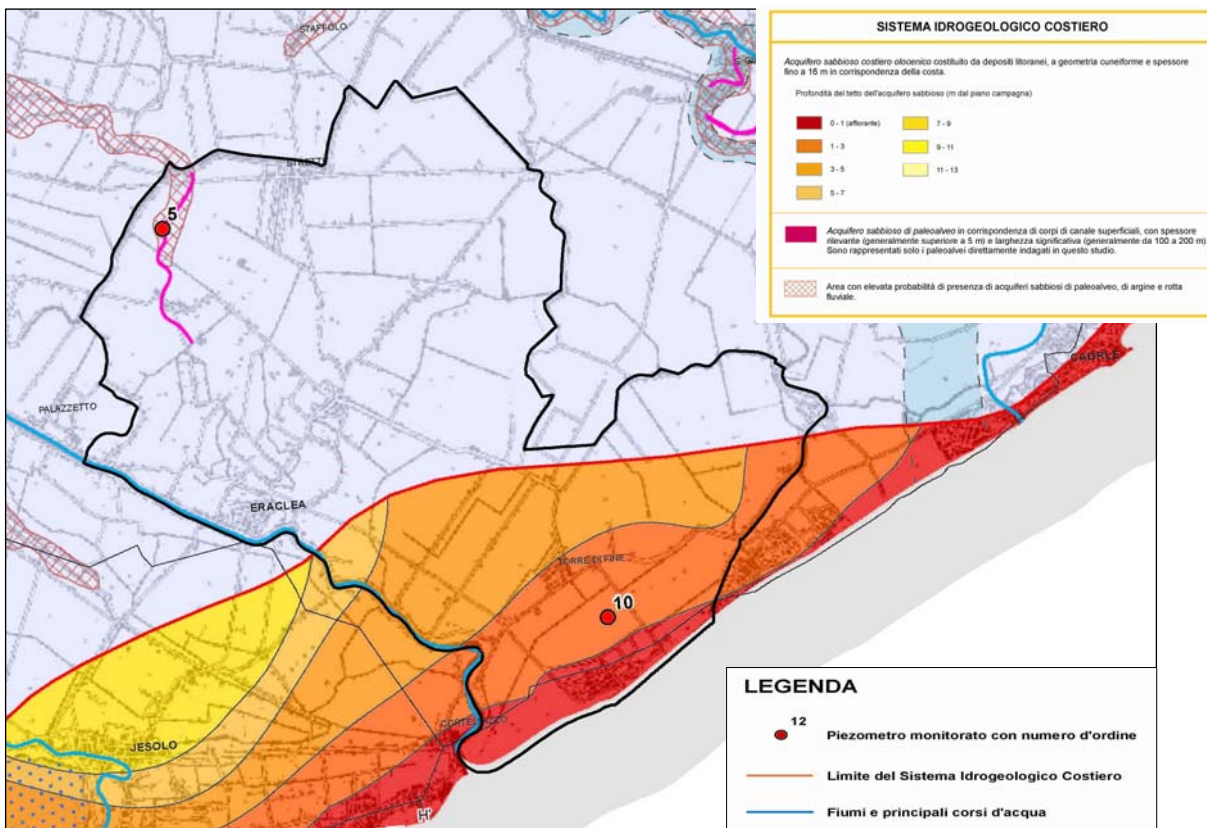 STAFFOLO
STRETTI
5
PALAZZETTO
ERACLEA
TORRE DI FINE
10
CAORLE
CORTELLAZZO
JESOLO
H'
SISTEMA IDROGEOLOGICO COSTIERO
Acquifero sabbioso costiero olocenico costituito da depositi litoranei, a geometria cuneiforme e spessore
fino a 16 m in corrispondenza della costa.
Profondità del tetto dell'acquifero sabbioso (m dal piano campagna)
0 - 1 (affiorante)
7 - 9
1 - 3
9 - 11
3 - 5
11 - 13
5 - 7
Acquifero sabbioso di paleoalveo in corrispondenza di corpi di canale superficiali, con spessore
rilevante (generalmente superiore a 5 m) e larghezza significativa (generalmente da 100 a 200 m)
Sono rappresentati solo i paleoalvei direttamente indagati in questo studio.
Area con elevata probabilità di presenza di acquiferi sabbiosi di paleoalveo, di argine e rotta
fluviale.
LEGENDA
12
Piezometro monitorato con numero d'ordine
Limite del Sistema Idrogeologico Costiero
Fiumi e principali corsi d'acqua